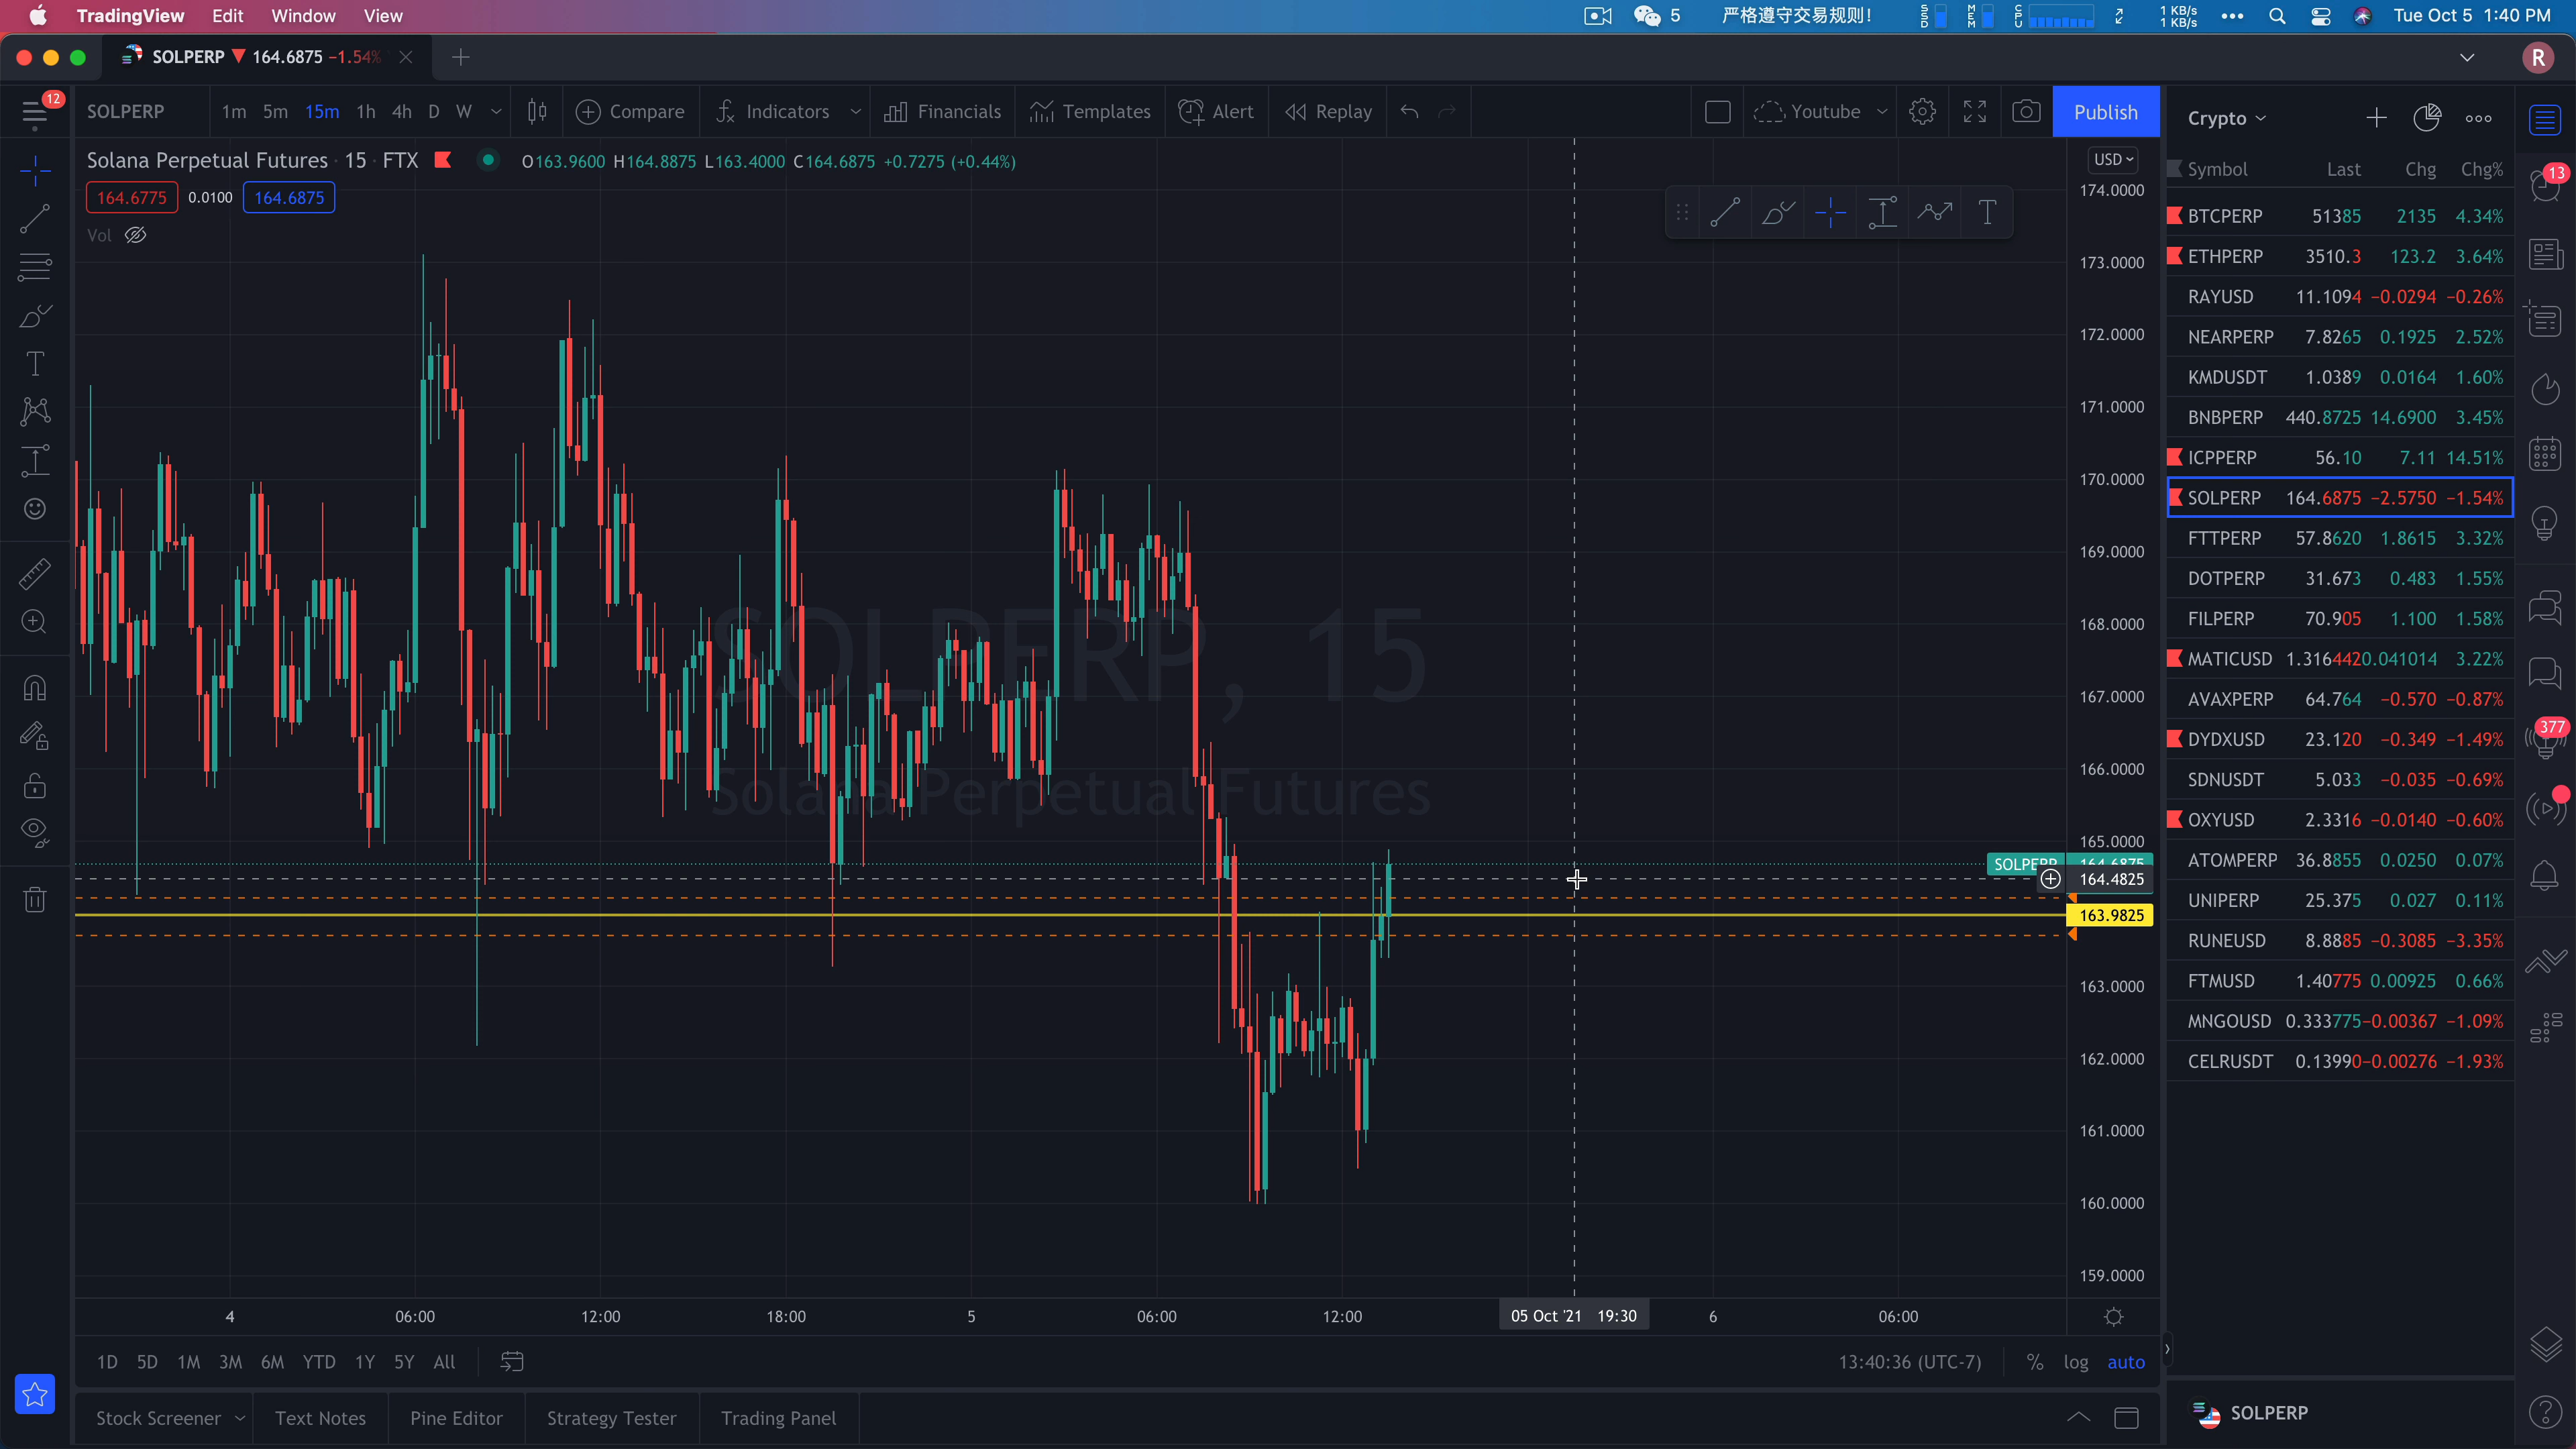 TradingView Edit Window View 5 严格遵守交易规则! SSD MEM CPU 1 KB/s 1 KB/s Tue Oct 5 1:40 PM
SOLPERP 164.6875 −1.54% R
12 SOLPERP 1m 5m 15m 1h 4h D W Compare Indicators Financials Templates Alert Replay Youtube Publish
Crypto
Solana Perpetual Futures · 15 · FTX O163.9600 H164.8875 L163.4000 C164.6875 +0.7275 (+0.44%)
USD
164.6775 0.0100 164.6875
Vol
SOLPERP, 15
Solana Perpetual Futures
174.0000
173.0000
172.0000
171.0000
170.0000
169.0000
168.0000
167.0000
166.0000
165.0000
SOLPERP 164.6875
164.4825
163.9825
163.0000
162.0000
161.0000
160.0000
159.0000
4 06:00 12:00 18:00 5 06:00 12:00 05 Oct '21 19:30 6 06:00
1D 5D 1M 3M 6M YTD 1Y 5Y All 13:40:36 (UTC-7) % log auto
Stock Screener Text Notes Pine Editor Strategy Tester Trading Panel
Symbol Last Chg Chg%
BTCPERP 51385 2135 4.34%
ETHPERP 3510.3 123.2 3.64%
RAYUSD 11.1094 −0.0294 −0.26%
NEARPERP 7.8265 0.1925 2.52%
KMDUSDT 1.0389 0.0164 1.60%
BNBPERP 440.8725 14.6900 3.45%
ICPPERP 56.10 7.11 14.51%
SOLPERP 164.6875 −2.5750 −1.54%
FTTPERP 57.8620 1.8615 3.32%
DOTPERP 31.673 0.483 1.55%
FILPERP 70.905 1.100 1.58%
MATICUSD 1.316442 0.041014 3.22%
AVAXPERP 64.764 −0.570 −0.87%
DYDXUSD 23.120 −0.349 −1.49%
SDNUSDT 5.033 −0.035 −0.69%
OXYUSD 2.3316 −0.0140 −0.60%
ATOMPERP 36.8855 0.0250 0.07%
UNIPERP 25.375 0.027 0.11%
RUNEUSD 8.8885 −0.3085 −3.35%
FTMUSD 1.40775 0.00925 0.66%
MNGOUSD 0.333775 −0.00367 −1.09%
CELRUSDT 0.13990 −0.00276 −1.93%
SOLPERP
13
377